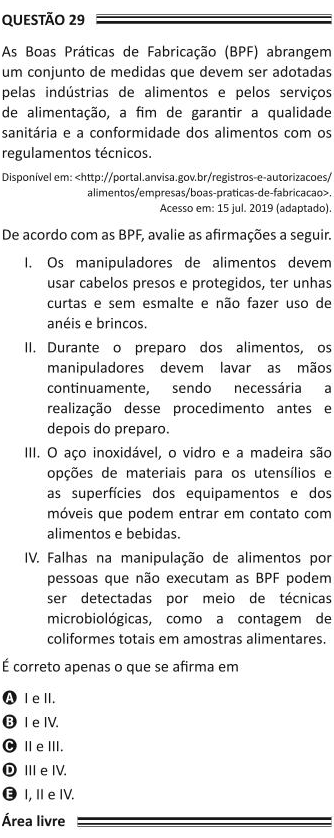 QUESTÃO 29
As Boas Práticas de Fabricação (BPF) abrangem
um conjunto de medidas que devem ser adotadas
pelas indústrias de alimentos e pelos serviços
de alimentação, a fim de garantir a qualidade
sanitária e a conformidade dos alimentos com os
regulamentos técnicos.
Disponível em: <http://portal.anvisa.gov.br/registros-e-autorizacoes/
alimentos/empresas/boas-praticas-de-fabricacao>.
Acesso em: 15 jul. 2019 (adaptado).
De acordo com as BPF, avalie as afirmações a seguir.
I. Os manipuladores de alimentos devem
usar cabelos presos e protegidos, ter unhas
curtas e sem esmalte e não fazer uso de
anéis e brincos.
II. Durante o preparo dos alimentos, os
manipuladores devem lavar as mãos
continuamente, sendo necessária a
realização desse procedimento antes e
depois do preparo.
III. O aço inoxidável, o vidro e a madeira são
opções de materiais para os utensílios e
as superfícies dos equipamentos e dos
móveis que podem entrar em contato com
alimentos e bebidas.
IV. Falhas na manipulação de alimentos por
pessoas que não executam as BPF podem
ser detectadas por meio de técnicas
microbiológicas, como a contagem de
coliformes totais em amostras alimentares.
É correto apenas o que se afirma em
A I e II.
B I e IV.
C II e III.
D III e IV.
E I, II e IV.
Área livre